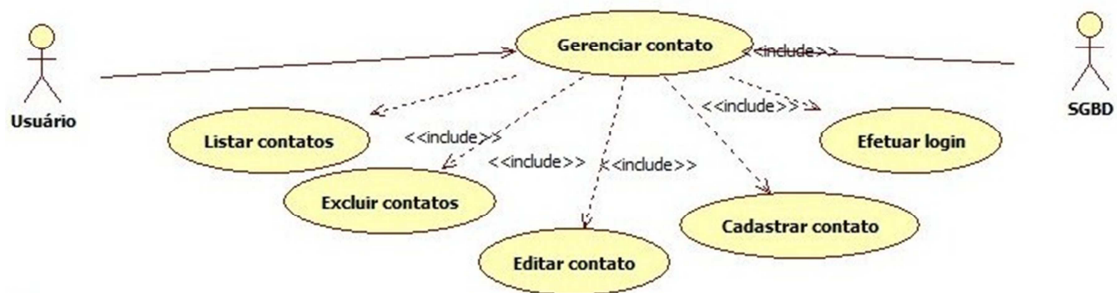 Gerenciar contato
<<include>>
Usuário
SGBD
<<include>>
Listar contatos
<<include>>
Efetuar login
<<include>>
<<include>>
Excluir contatos
Cadastrar contato
Editar contato